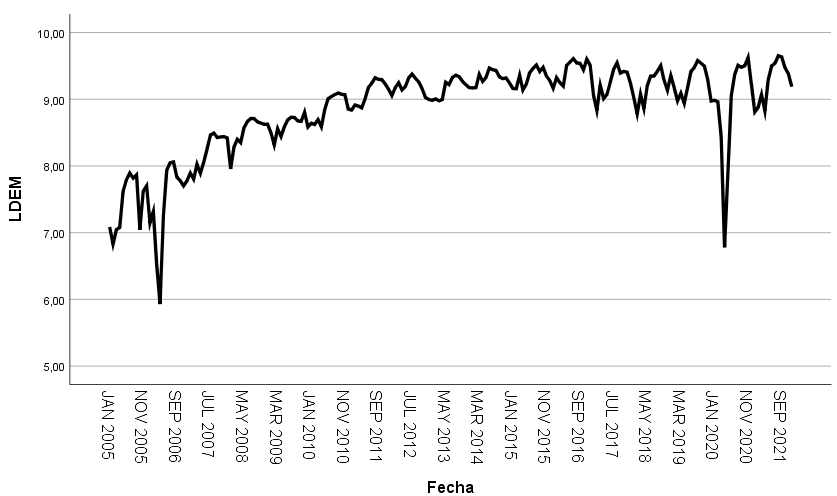 10,00
9,00
8,00
7,00
6,00
5,00
LDEM
JAN 2005
NOV 2005
SEP 2006
JUL 2007
MAY 2008
MAR 2009
JAN 2010
NOV 2010
SEP 2011
JUL 2012
MAY 2013
MAR 2014
JAN 2015
NOV 2015
SEP 2016
JUL 2017
MAY 2018
MAR 2019
JAN 2020
NOV 2020
SEP 2021
Fecha